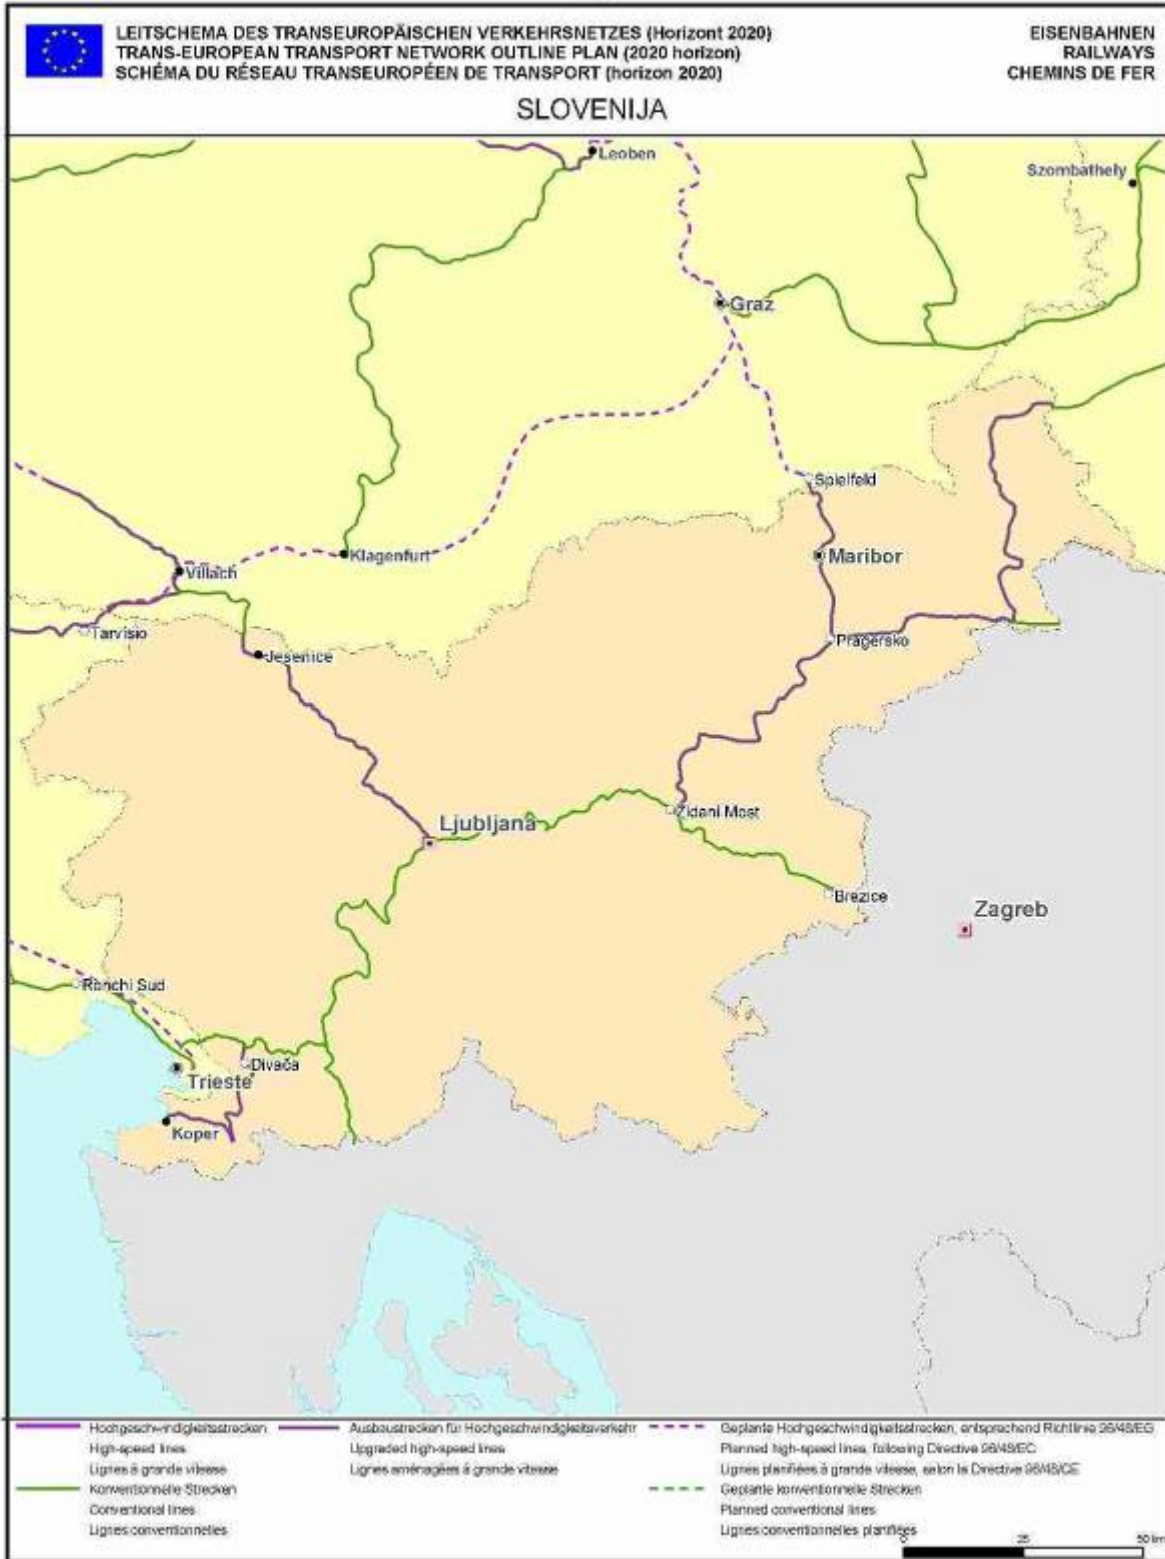 LEITSCHEMA DES TRANSEUROPÄISCHEN VERKEHRSNETZES (Horizont 2020)
TRANS-EUROPEAN TRANSPORT NETWORK OUTLINE PLAN (2020 horizon)
SCHÉMA DU RÉSEAU TRANSEUROPÉEN DE TRANSPORT (horizon 2020)
EISENBAHNEN
RAILWAYS
CHEMINS DE FER
SLOVENIJA
Leoben
Szombathely
Graz
Spielfeld
Klagenfurt
Maribor
Villach
Tarvisio
Pragersko
Jesenice
Zidani Most
Ljubljana
Brezice
Zagreb
Ronchi Sud
Divača
Trieste
Koper
Hochgeschwindigkeitsstrecken
High-speed lines
Lignes à grande vitesse
Konventionelle Strecken
Conventional lines
Lignes conventionnelles
Ausbaustrecken für Hochgeschwindigkeitsverkehr
Upgraded high-speed lines
Lignes aménagées à grande vitesse
Geplante Hochgeschwindigkeitsstrecken, entsprechend Richtlinie 96/48/EG
Planned high-speed lines, following Directive 96/48/EC
Lignes planifiées à grande vitesse, selon la Directive 96/48/CE
Geplante konventionelle Strecken
Planned conventional lines
Lignes conventionnelles planifiées
0 25 50 km